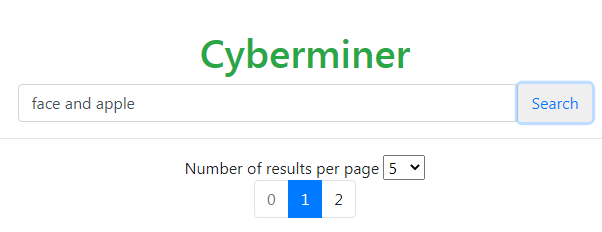 Cyberminer
face and apple Search
Number of results per page 5
0 1 2